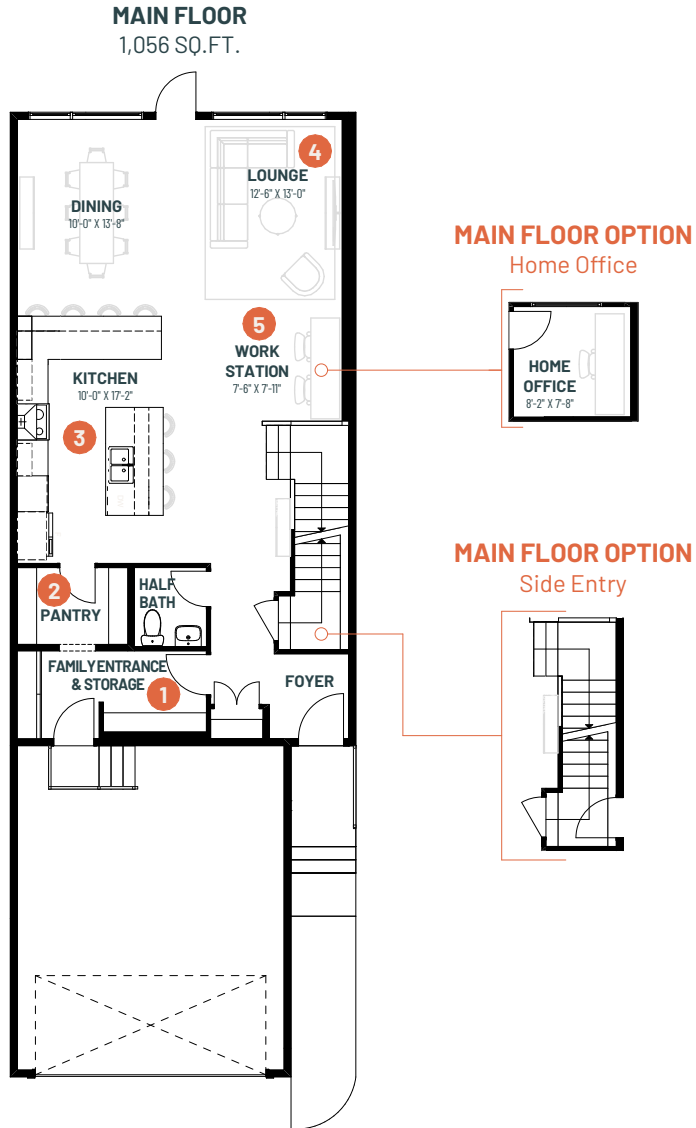 MAIN FLOOR
1,056 SQ.FT.
4
LOUNGE
12'-6" X 13'-0"
DINING
10'-0" X 13'-8"
5
WORK
STATION
7'-6" X 7'-11"
KITCHEN
10'-0" X 17'-2"
3
2
PANTRY
HALF
BATH
FAMILY ENTRANCE
& STORAGE
1
FOYER
MAIN FLOOR OPTION
Home Office
HOME
OFFICE
8'-2" X 7'-8"
MAIN FLOOR OPTION
Side Entry